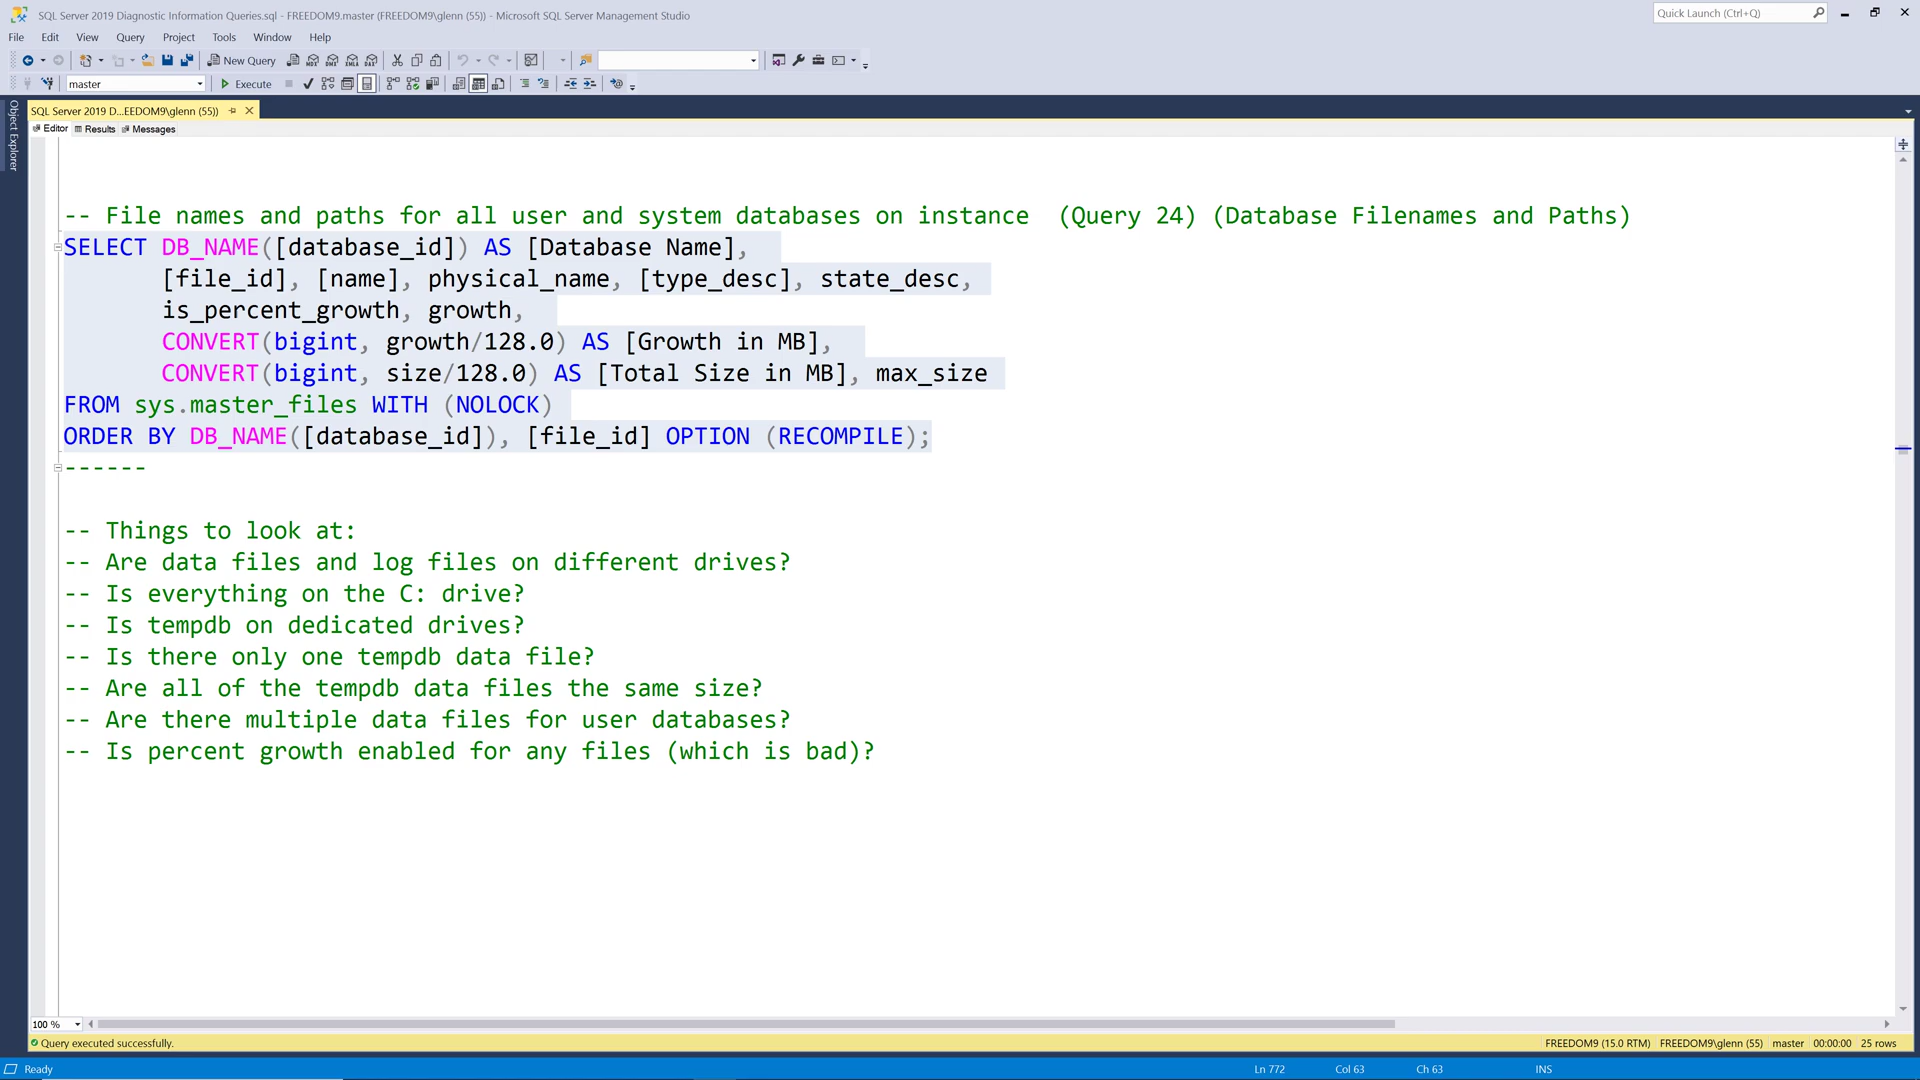 SQL Server 2019 Diagnostic Information Queries.sql - FREEDOM9.master (FREEDOM9\glenn (55)) - Microsoft SQL Server Management Studio
Quick Launch (Ctrl+Q)
File Edit View Query Project Tools Window Help
New Query
master
Execute
Object Explorer
SQL Server 2019 D...EEDOM9\glenn (55))
Editor Results Messages
-- File names and paths for all user and system databases on instance  (Query 24) (Database Filenames and Paths)
SELECT DB_NAME([database_id]) AS [Database Name],
       [file_id], [name], physical_name, [type_desc], state_desc,
       is_percent_growth, growth,
       CONVERT(bigint, growth/128.0) AS [Growth in MB],
       CONVERT(bigint, size/128.0) AS [Total Size in MB], max_size
FROM sys.master_files WITH (NOLOCK)
ORDER BY DB_NAME([database_id]), [file_id] OPTION (RECOMPILE);
------
-- Things to look at:
-- Are data files and log files on different drives?
-- Is everything on the C: drive?
-- Is tempdb on dedicated drives?
-- Is there only one tempdb data file?
-- Are all of the tempdb data files the same size?
-- Are there multiple data files for user databases?
-- Is percent growth enabled for any files (which is bad)?
100 %
Query executed successfully.
FREEDOM9 (15.0 RTM) FREEDOM9\glenn (55) master 00:00:00 25 rows
Ready
Ln 772 Col 63 Ch 63 INS